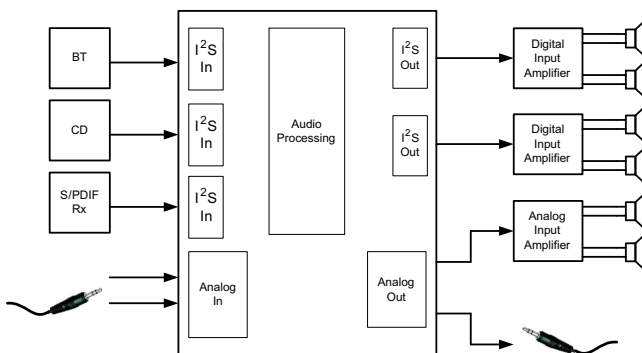 BT
CD
S/PDIF
Rx
I²S
In
I²S
In
I²S
In
Analog
In
Audio
Processing
I²S
Out
I²S
Out
Analog
Out
Digital
Input
Amplifier
Digital
Input
Amplifier
Analog
Input
Amplifier